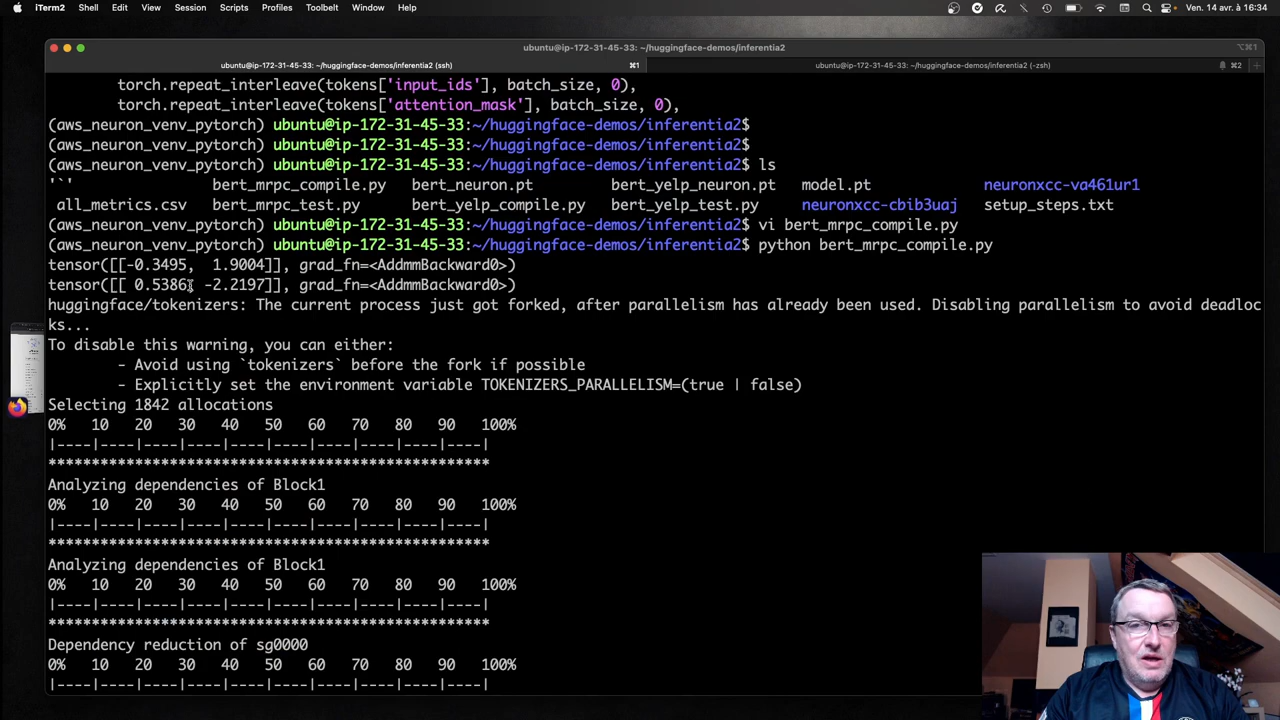 iTerm2 Shell Edit View Session Scripts Profiles Toolbelt Window Help Ven. 14 avr. à 16:34
ubuntu@ip-172-31-45-33:~/huggingface-demos/inferentia2 ⌥⌘1
ubuntu@ip-172-31-45-33: ~/huggingface-demos/inferentia2 (ssh) ⌘1 ubuntu@ip-172-31-45-33: ~/huggingface-demos/inferentia2 (-zsh) ⌘2
torch.repeat_interleave(tokens['input_ids'], batch_size, 0),
torch.repeat_interleave(tokens['attention_mask'], batch_size, 0),
(aws_neuron_venv_pytorch) ubuntu@ip-172-31-45-33:~/huggingface-demos/inferentia2$
(aws_neuron_venv_pytorch) ubuntu@ip-172-31-45-33:~/huggingface-demos/inferentia2$
(aws_neuron_venv_pytorch) ubuntu@ip-172-31-45-33:~/huggingface-demos/inferentia2$ ls
'`' bert_mrpc_compile.py bert_neuron.pt bert_yelp_neuron.pt model.pt neuronxcc-va461ur1
all_metrics.csv bert_mrpc_test.py bert_yelp_compile.py bert_yelp_test.py neuronxcc-cbib3uaj setup_steps.txt
(aws_neuron_venv_pytorch) ubuntu@ip-172-31-45-33:~/huggingface-demos/inferentia2$ vi bert_mrpc_compile.py
(aws_neuron_venv_pytorch) ubuntu@ip-172-31-45-33:~/huggingface-demos/inferentia2$ python bert_mrpc_compile.py
tensor([[-0.3495, 1.9004]], grad_fn=<AddmmBackward0>)
tensor([[ 0.5386, -2.2197]], grad_fn=<AddmmBackward0>)
huggingface/tokenizers: The current process just got forked, after parallelism has already been used. Disabling parallelism to avoid deadloc
ks...
To disable this warning, you can either:
- Avoid using `tokenizers` before the fork if possible
- Explicitly set the environment variable TOKENIZERS_PARALLELISM=(true | false)
Selecting 1842 allocations
0% 10 20 30 40 50 60 70 80 90 100%
|----|----|----|----|----|----|----|----|----|----|
***************************************************
Analyzing dependencies of Block1
0% 10 20 30 40 50 60 70 80 90 100%
|----|----|----|----|----|----|----|----|----|----|
***************************************************
Analyzing dependencies of Block1
0% 10 20 30 40 50 60 70 80 90 100%
|----|----|----|----|----|----|----|----|----|----|
***************************************************
Dependency reduction of sg0000
0% 10 20 30 40 50 60 70 80 90 100%
|----|----|----|----|----|----|----|----|----|----|